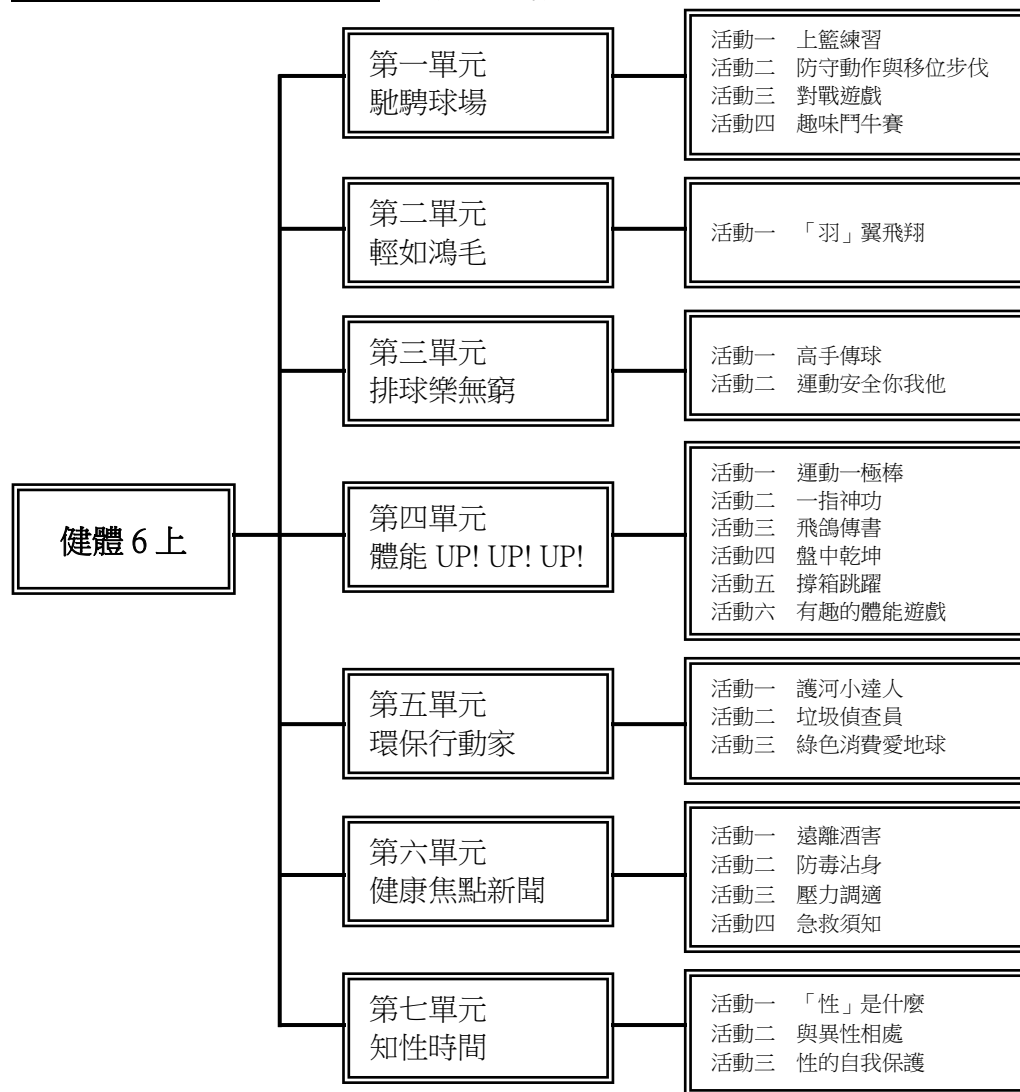 第一單元
馳騁球場
活動一 上籃練習
活動二 防守動作與移位步伐
活動三 對戰遊戲
活動四 趣味鬥牛賽
第二單元
輕如鴻毛
活動一 「羽」翼飛翔
第三單元
排球樂無窮
活動一 高手傳球
活動二 運動安全你我他
健體 6 上
第四單元
體能 UP! UP! UP!
活動一 運動一極棒
活動二 一指神功
活動三 飛鴿傳書
活動四 盤中乾坤
活動五 撐箱跳躍
活動六 有趣的體能遊戲
第五單元
環保行動家
活動一 護河小達人
活動二 垃圾偵查員
活動三 綠色消費愛地球
第六單元
健康焦點新聞
活動一 遠離酒害
活動二 防毒沾身
活動三 壓力調適
活動四 急救須知
第七單元
知性時間
活動一 「性」是什麼
活動二 與異性相處
活動三 性的自我保護